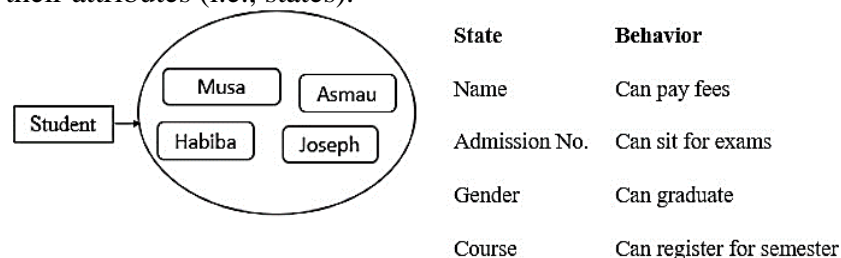 their attributes (i.e., states).
State Behavior
Musa
Asmau
Name Can pay fees
Student
Habiba
Joseph
Admission No. Can sit for exams
Gender Can graduate
Course Can register for semester